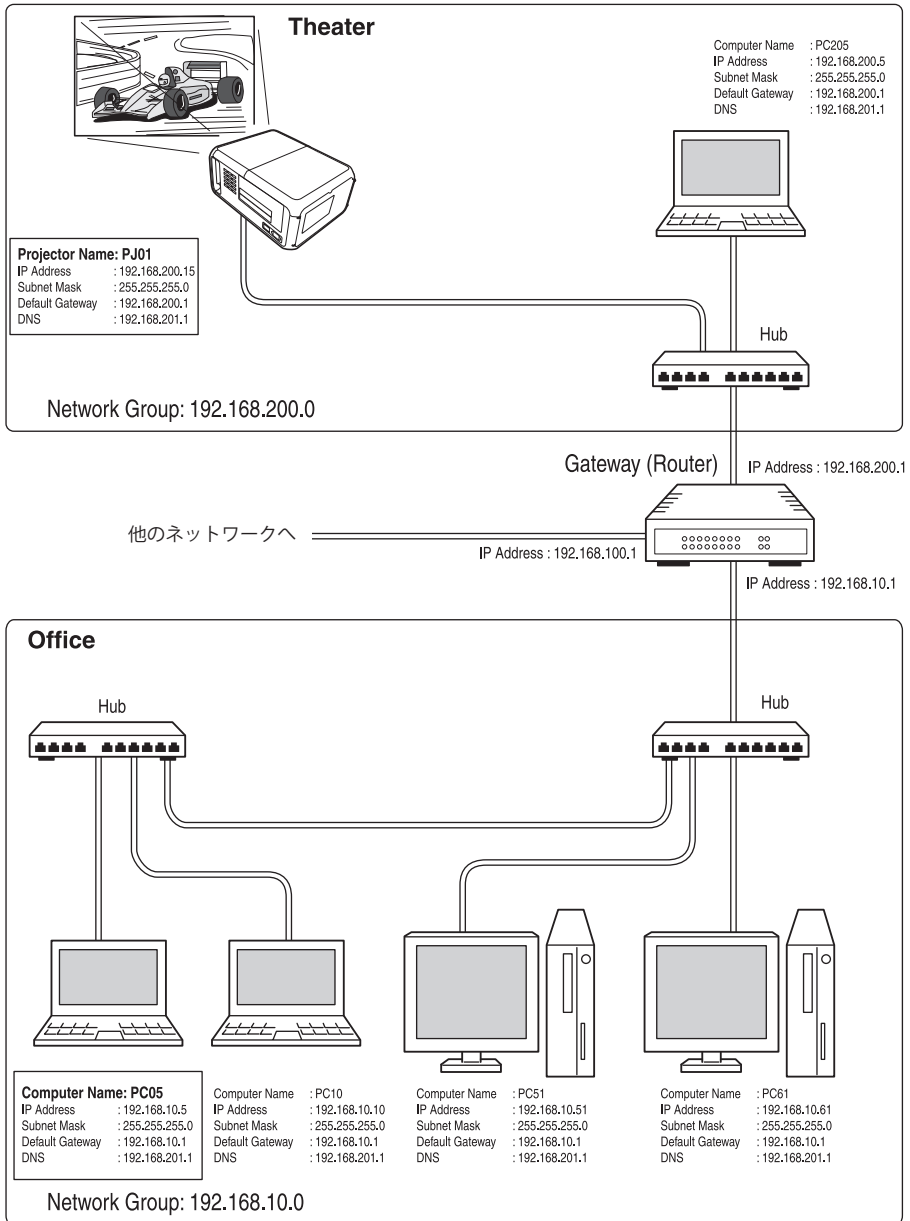 Theater
Computer Name : PC205
IP Address : 192.168.200.5
Subnet Mask : 255.255.255.0
Default Gateway : 192.168.200.1
DNS : 192.168.201.1
Projector Name: PJ01
IP Address : 192.168.200.15
Subnet Mask : 255.255.255.0
Default Gateway : 192.168.200.1
DNS : 192.168.201.1
Hub
Network Group: 192.168.200.0
Gateway (Router)
IP Address : 192.168.200.1
他のネットワークへ
IP Address : 192.168.100.1
IP Address : 192.168.10.1
Office
Hub
Hub
Computer Name: PC05
IP Address : 192.168.10.5
Subnet Mask : 255.255.255.0
Default Gateway : 192.168.10.1
DNS : 192.168.201.1
Computer Name : PC10
IP Address : 192.168.10.10
Subnet Mask : 255.255.255.0
Default Gateway : 192.168.10.1
DNS : 192.168.201.1
Computer Name : PC51
IP Address : 192.168.10.51
Subnet Mask : 255.255.255.0
Default Gateway : 192.168.10.1
DNS : 192.168.201.1
Computer Name : PC61
IP Address : 192.168.10.61
Subnet Mask : 255.255.255.0
Default Gateway : 192.168.10.1
DNS : 192.168.201.1
Network Group: 192.168.10.0